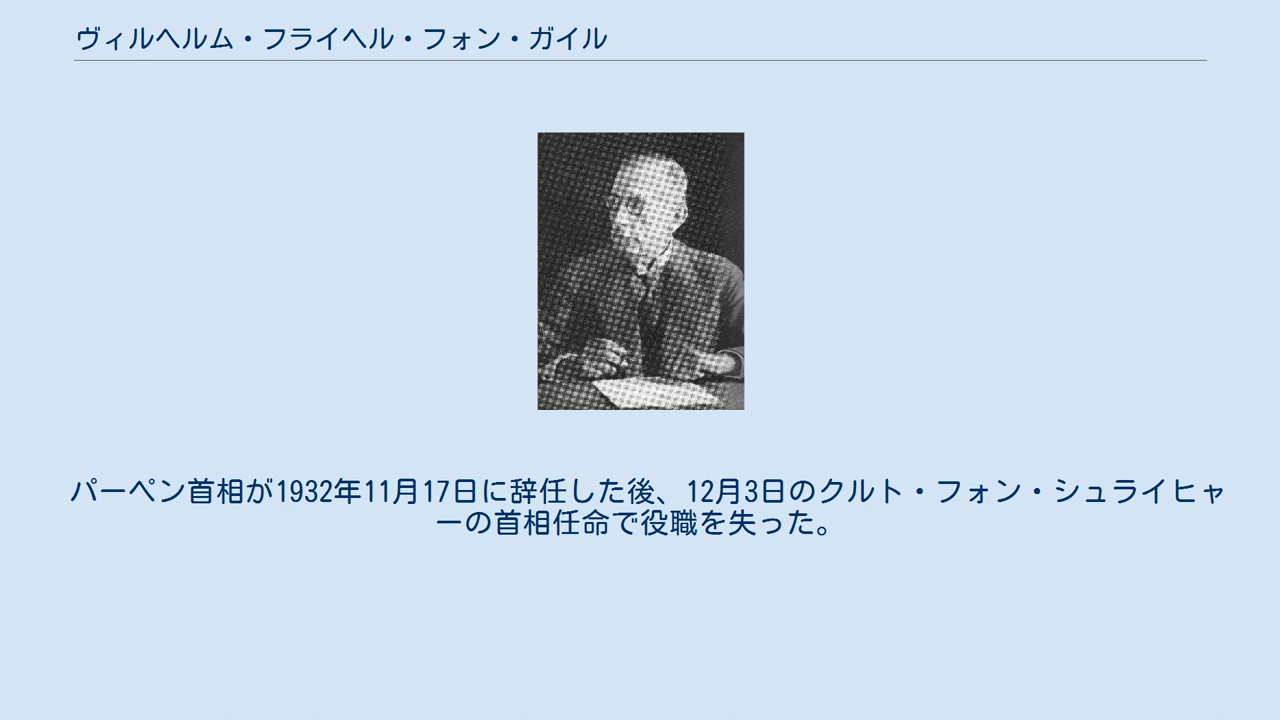 ヴィルヘルム・フライヘル・フォン・ガイル
パーペン首相が1932年11月17日に辞任した後、12月3日のクルト・フォン・シュライヒャ
ーの首相任命で役職を失った。